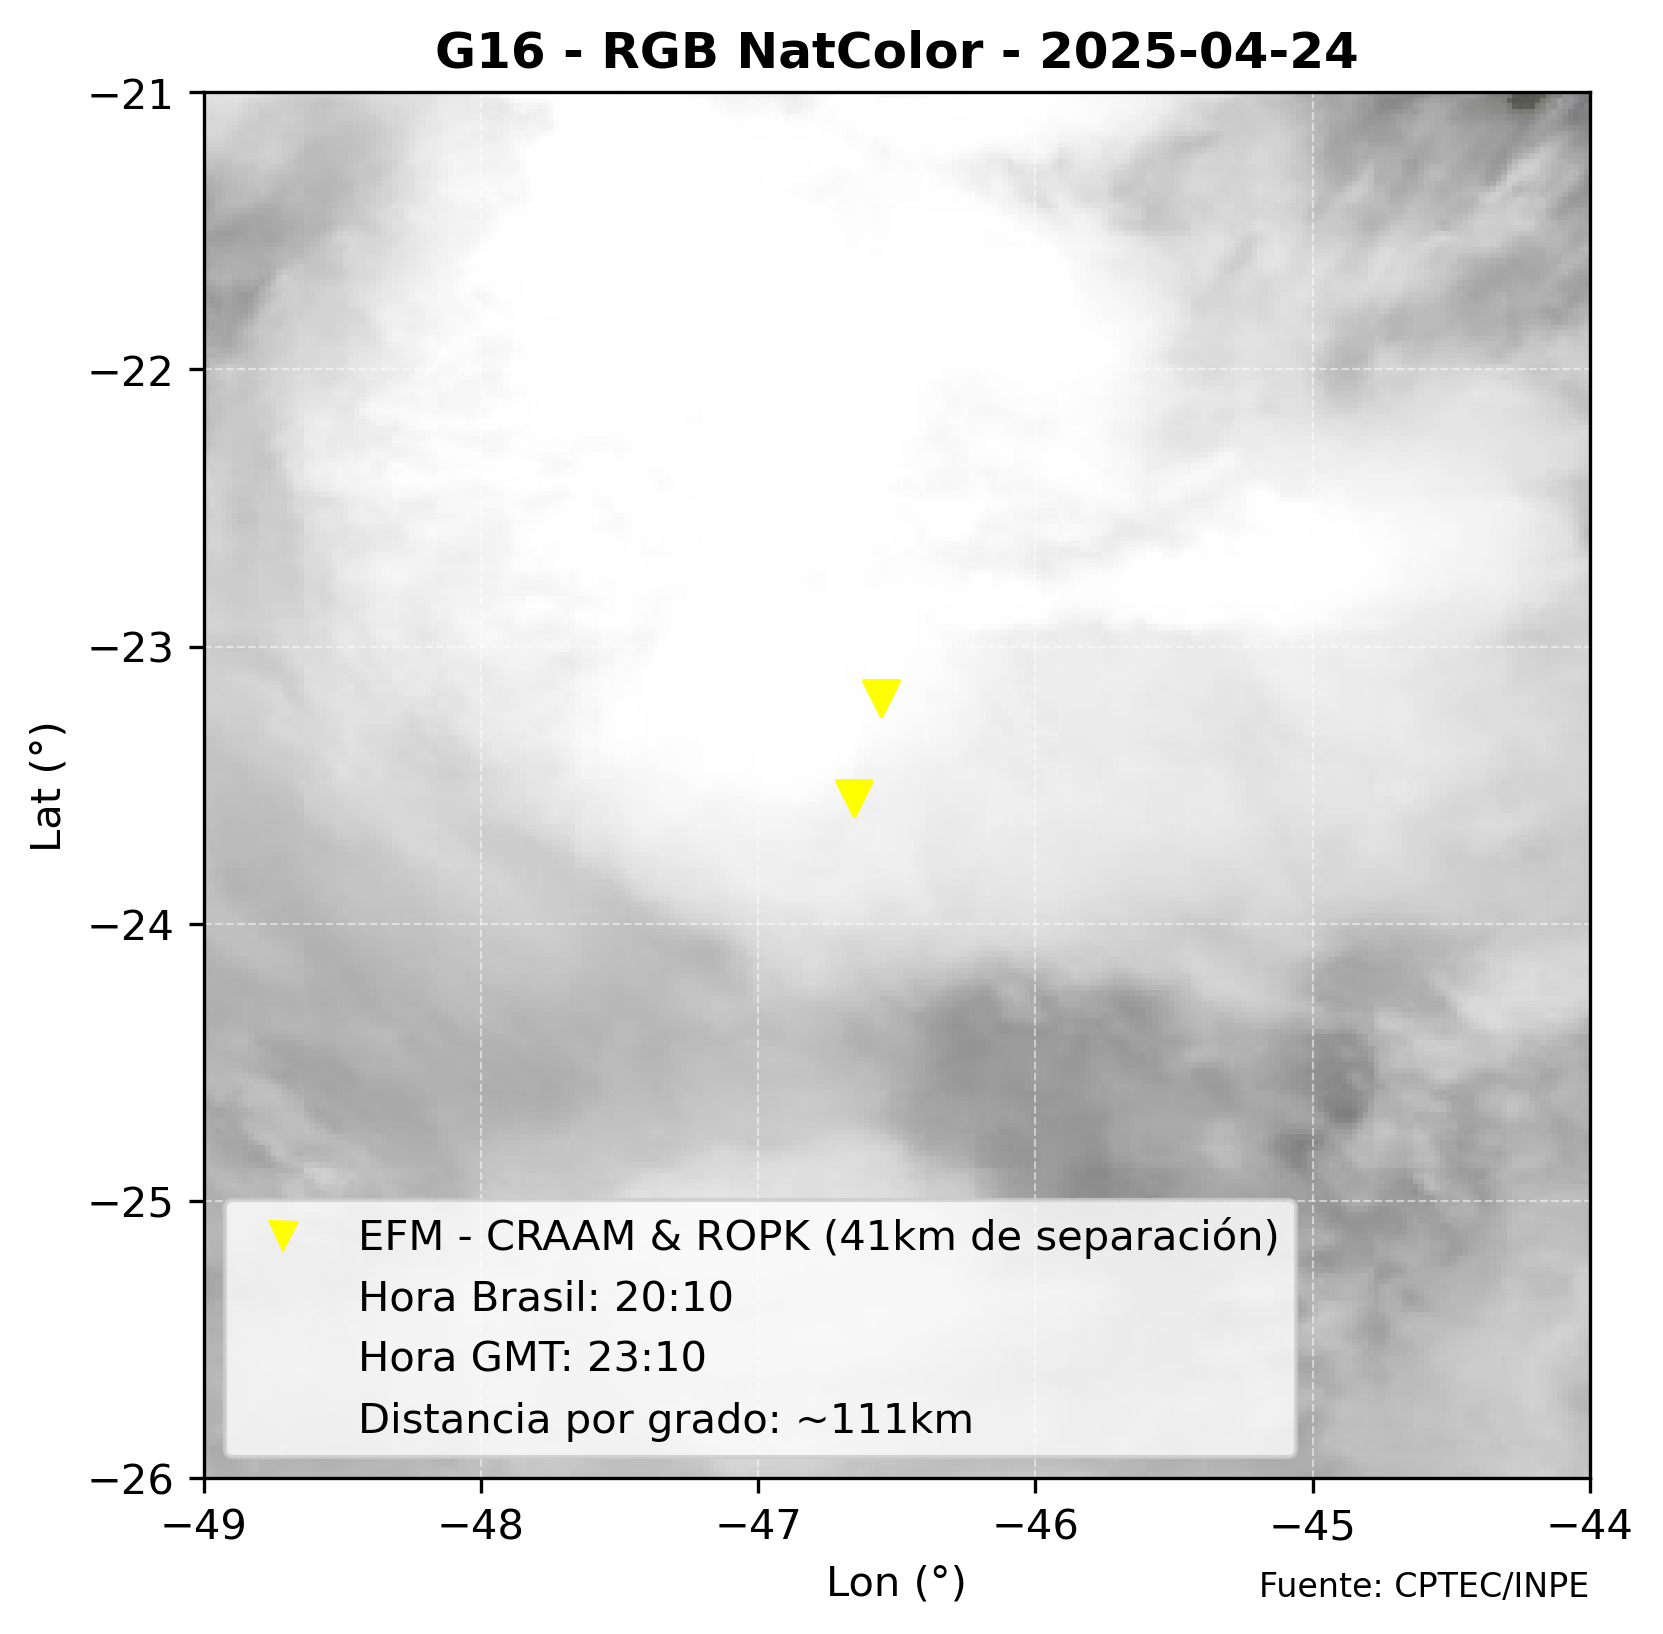 G16 - RGB NatColor - 2025-04-24
−21
−22
−23
−24
−25
−26
Lat (°)
EFM - CRAAM & ROPK (41km de separación)
Hora Brasil: 20:10
Hora GMT: 23:10
Distancia por grado: ~111km
−49 −48 −47 −46 −45 −44
Lon (°)
Fuente: CPTEC/INPE